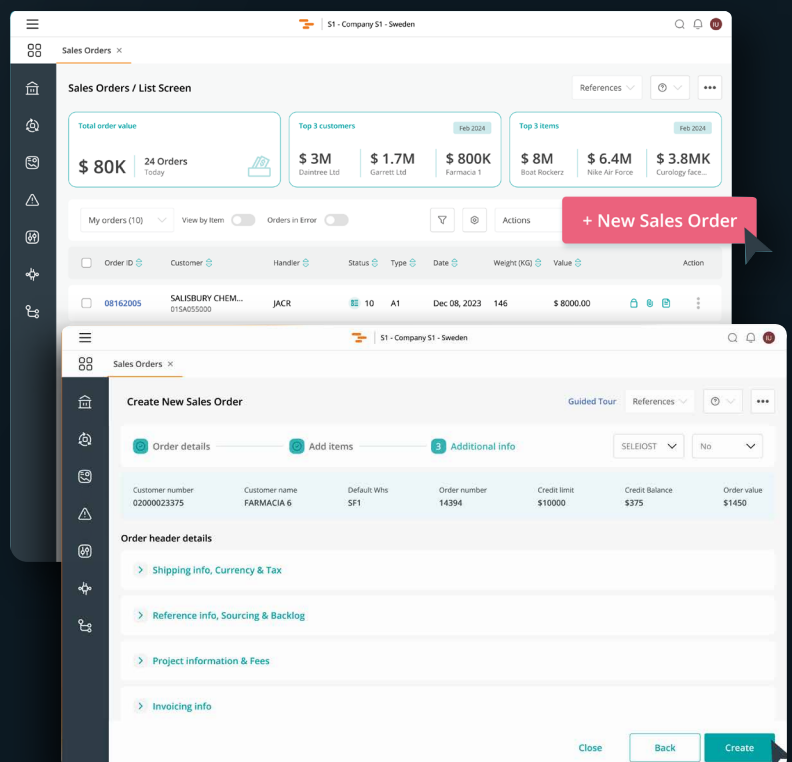 S1 - Company S1 - Sweden
IU
Sales Orders ×
Sales Orders / List Screen
References
Total order value
$ 80K
24 Orders
Today
Top 3 customers
Feb 2024
$ 3M
Daintree Ltd
$ 1.7M
Garrett Ltd
$ 800K
Farmacia 1
Top 3 items
Feb 2024
$ 8M
Boat Rockerz
$ 6.4M
Nike Air Force
$ 3.8MK
Curology face...
My orders (10)
View by Item
Orders in Error
Actions
+ New Sales Order
Order ID Customer Handler Status Type Date Weight (KG) Value Action
08162005 SALISBURY CHEM... JACR 10 A1 Dec 08, 2023 146 $ 8000.00
01SA055000
S1 - Company S1 - Sweden
IU
Sales Orders ×
Create New Sales Order
Guided Tour
References
Order details
Add items
3 Additional info
SELEIOST
No
Customer number Customer name Default Whs Order number Credit limit Credit Balance Order value
02000023375 FARMACIA 6 SF1 14394 $10000 $375 $1450
Order header details
Shipping info, Currency & Tax
Reference info, Sourcing & Backlog
Project information & Fees
Invoicing info
Close
Back
Create